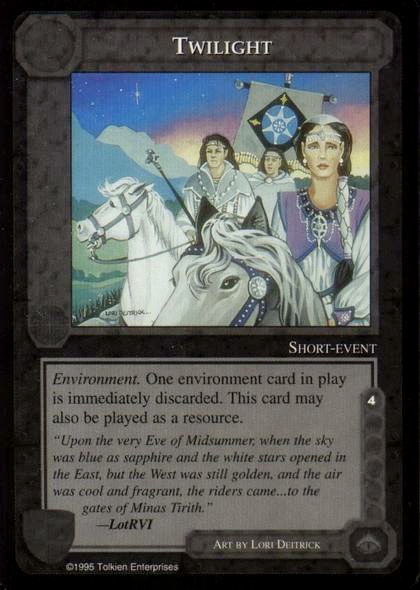 Twilight
LORI DEITRICK
Short-event
Environment. One environment card in play
is immediately discarded. This card may
also be played as a resource.
4
"Upon the very Eve of Midsummer, when the sky
was blue as sapphire and the white stars opened in
the East, but the West was still golden, and the air
was cool and fragrant, the riders came...to the
gates of Minas Tirith."
—LotRVI
Art by Lori Deitrick
©1995 Tolkien Enterprises